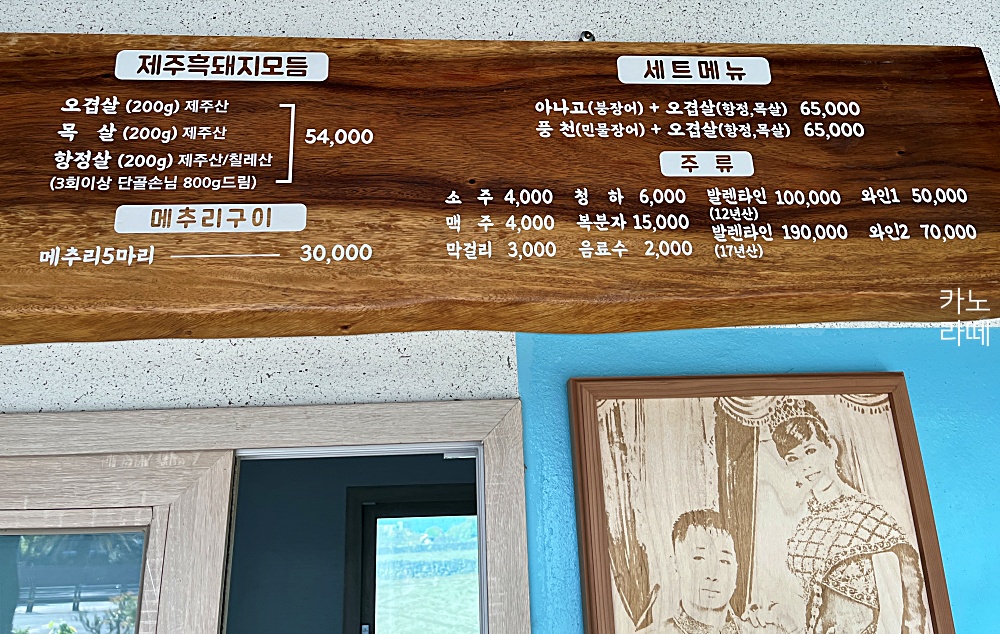 제주흑돼지모듬
오겹살 (200g) 제주산
목 살 (200g) 제주산
항정살 (200g) 제주산/칠레산
54,000
(3회이상 단골손님 800g드림)
메추리구이
메추리5마리 30,000
세트메뉴
아나고(붕장어) + 오겹살(항정,목살) 65,000
풍천(민물장어) + 오겹살(항정,목살) 65,000
주 류
소 주 4,000 청 하 6,000 발렌타인 100,000 와인1 50,000
(12년산)
맥 주 4,000 복분자 15,000 발렌타인 190,000 와인2 70,000
(17년산)
막걸리 3,000 음료수 2,000
카노
라떼